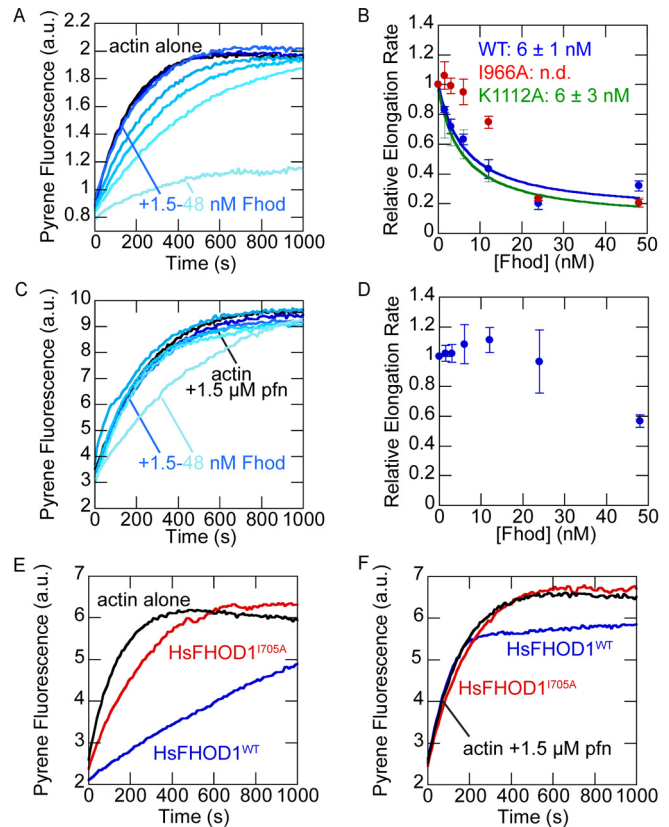 A
Pyrene Fluorescence (a.u.)
2.2
2
1.8
1.6
1.4
1.2
1
0.8
actin alone
+1.5-48 nM Fhod
0 200 400 600 800 1000
Time (s)
B
Relative Elongation Rate
1.4
1.2
1
0.8
0.6
0.4
0.2
0
WT: 6 ± 1 nM
I966A: n.d.
K1112A: 6 ± 3 nM
0 10 20 30 40 50
[Fhod] (nM)
C
Pyrene Fluorescence (a.u.)
10
9
8
7
6
5
4
3
2
actin
+1.5 µM pfn
+1.5-48 nM Fhod
0 200 400 600 800 1000
Time (s)
D
Relative Elongation Rate
1.4
1.2
1
0.8
0.6
0.4
0.2
0
0 10 20 30 40 50
[Fhod] (nM)
E
Pyrene Fluorescence (a.u.)
7
6
5
4
3
2
actin alone
HsFHOD1I705A
HsFHOD1WT
0 200 400 600 800 1000
Time (s)
F
Pyrene Fluorescence (a.u.)
7
6
5
4
3
2
HsFHOD1WT
HsFHOD1I705A
actin +1.5 µM pfn
0 200 400 600 800 1000
Time (s)